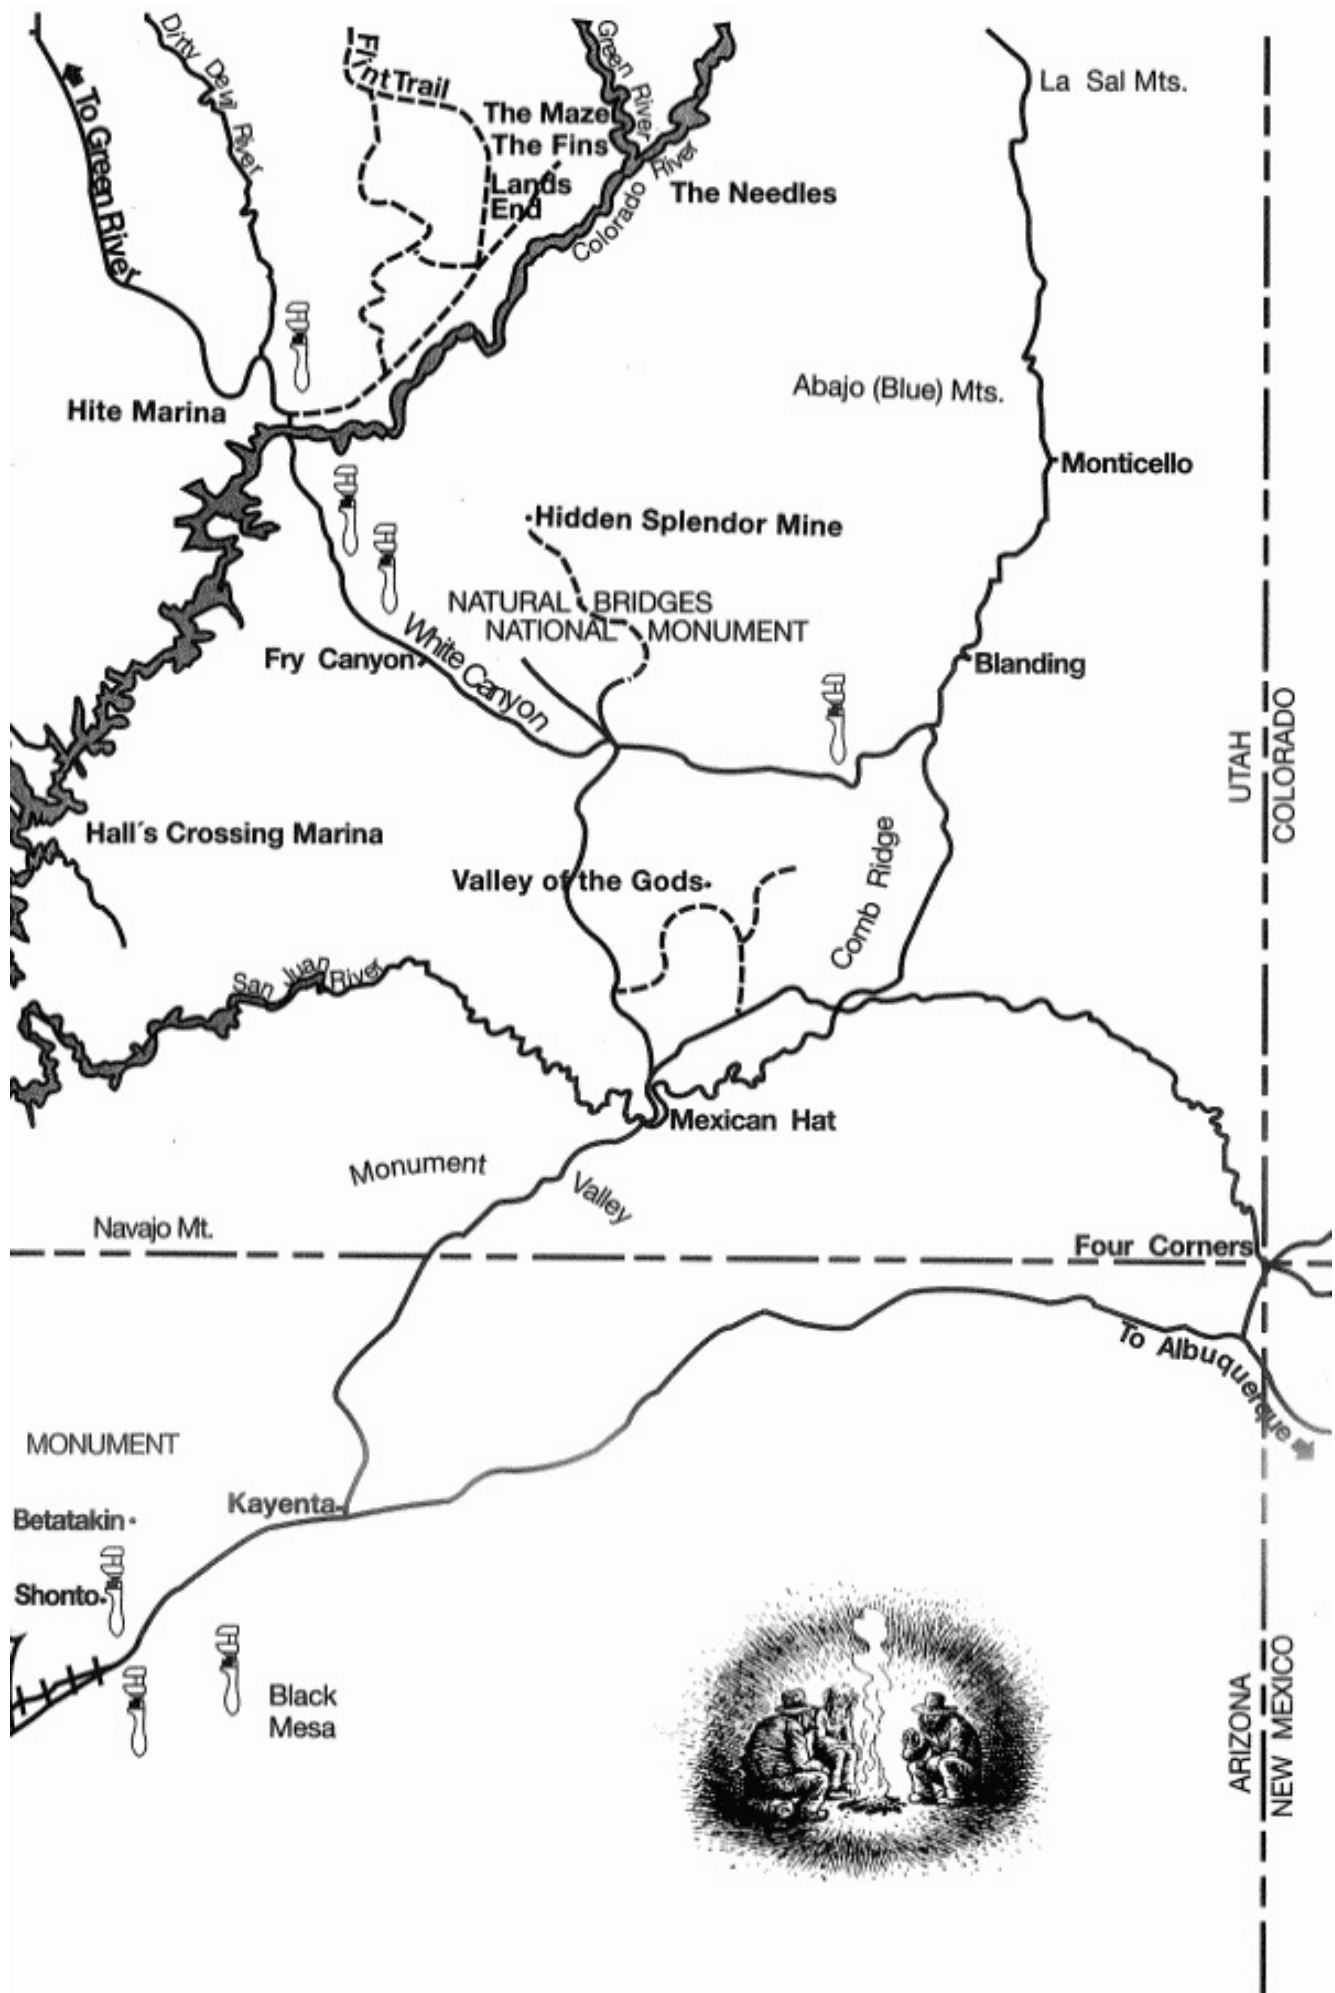 Dirty Devil River
Flint Trail
Green River
La Sal Mts.
To Green River
The Maze
The Fins
Lands
End
Colorado River
The Needles
Hite Marina
Abajo (Blue) Mts.
Monticello
Hidden Splendor Mine
NATURAL BRIDGES
NATIONAL MONUMENT
White Canyon
Fry Canyon
Blanding
UTAH
COLORADO
Hall's Crossing Marina
Valley of the Gods
Comb Ridge
San Juan River
Mexican Hat
Monument Valley
Navajo Mt.
Four Corners
To Albuquerque
MONUMENT
Kayenta
Betatakin
Shonto
Black
Mesa
ARIZONA
NEW MEXICO